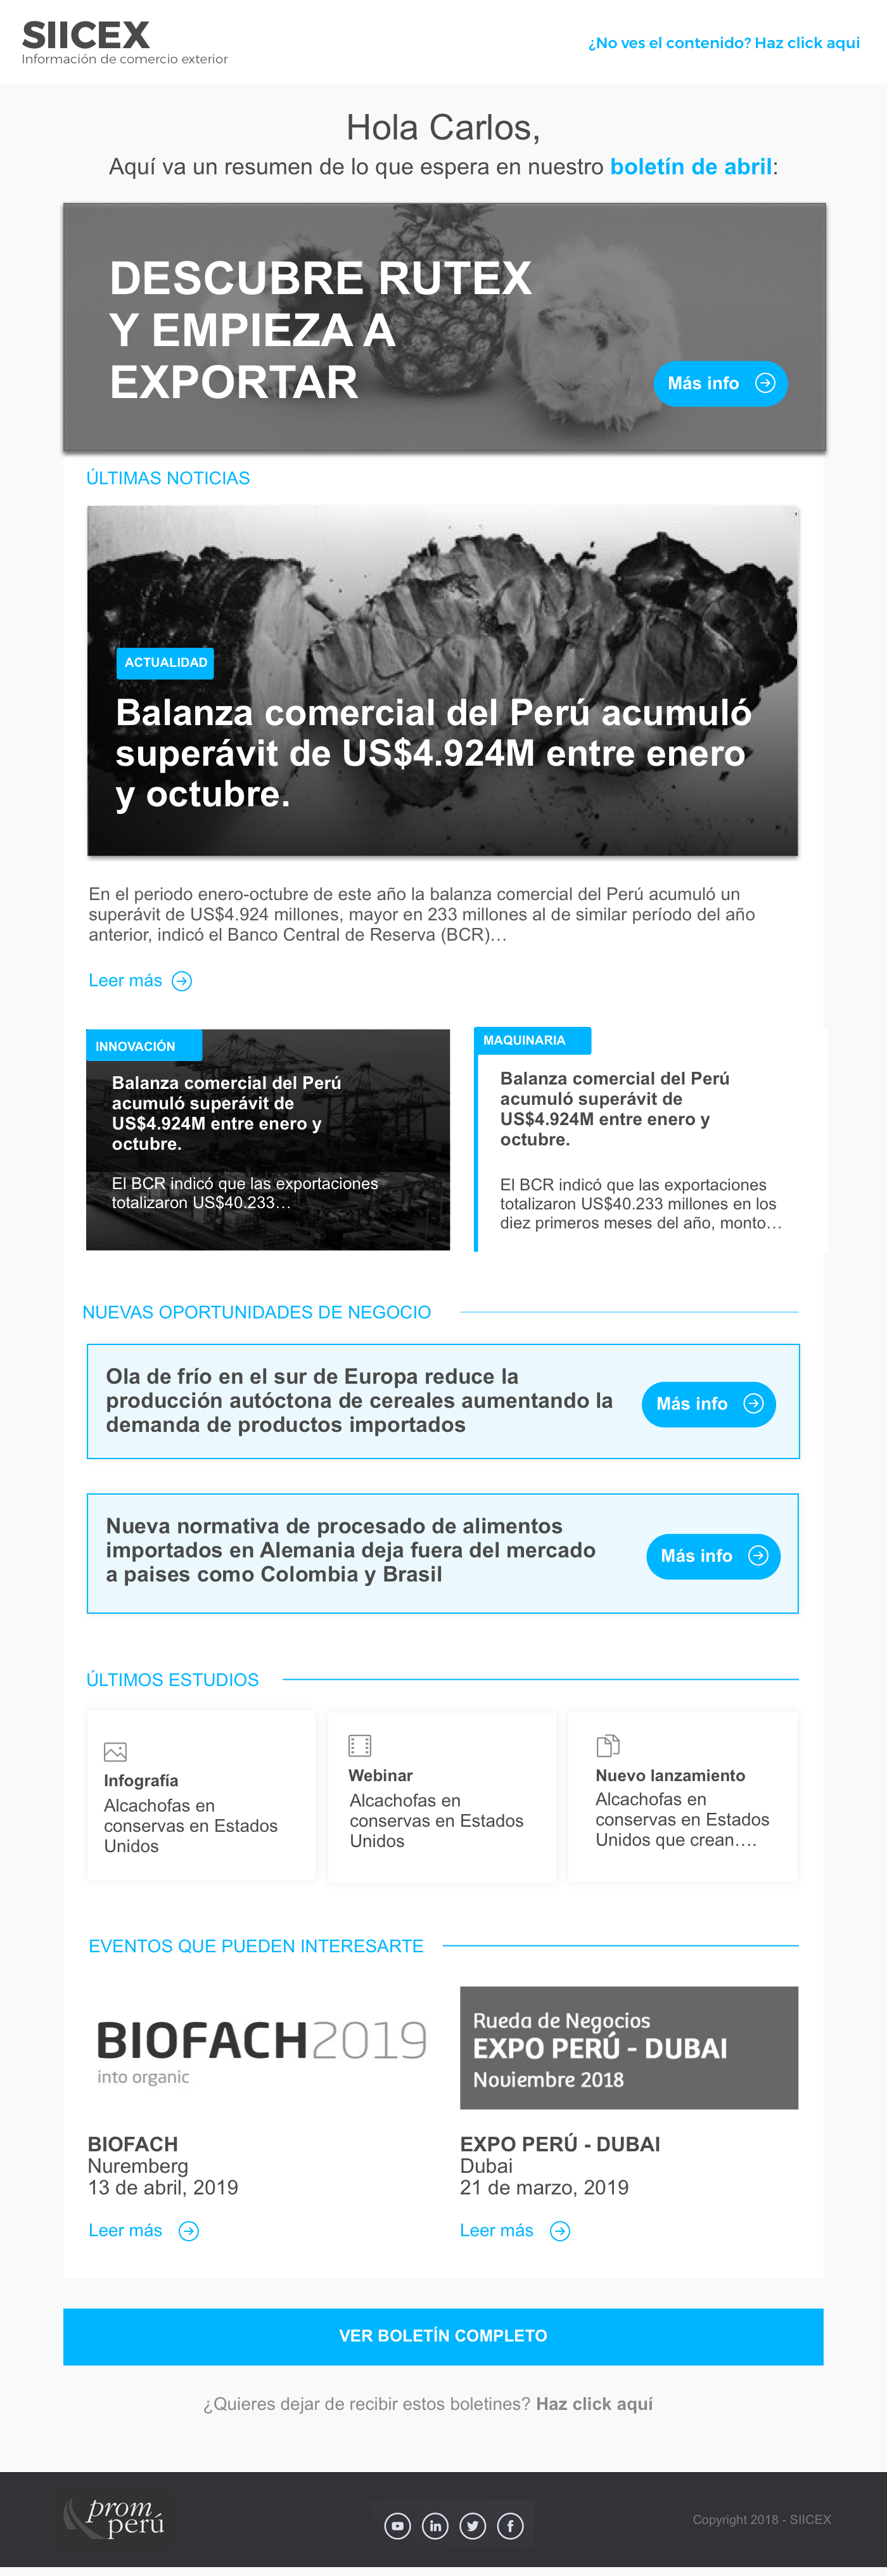 SIICEX
Información de comercio exterior
¿No ves el contenido? Haz click aqui
Hola Carlos,
Aquí va un resumen de lo que espera en nuestro boletín de abril:
DESCUBRE RUTEX
Y EMPIEZA A
EXPORTAR
Más info
ÚLTIMAS NOTICIAS
ACTUALIDAD
Balanza comercial del Perú acumuló
superávit de US$4.924M entre enero
y octubre.
En el periodo enero-octubre de este año la balanza comercial del Perú acumuló un
superávit de US$4.924 millones, mayor en 233 millones al de similar período del año
anterior, indicó el Banco Central de Reserva (BCR)…
Leer más
INNOVACIÓN
Balanza comercial del Perú
acumuló superávit de
US$4.924M entre enero y
octubre.
El BCR indicó que las exportaciones
totalizaron US$40.233…
MAQUINARIA
Balanza comercial del Perú
acumuló superávit de
US$4.924M entre enero y
octubre.
El BCR indicó que las exportaciones
totalizaron US$40.233 millones en los
diez primeros meses del año, monto…
NUEVAS OPORTUNIDADES DE NEGOCIO
Ola de frío en el sur de Europa reduce la
producción autóctona de cereales aumentando la
demanda de productos importados
Más info
Nueva normativa de procesado de alimentos
importados en Alemania deja fuera del mercado
a paises como Colombia y Brasil
Más info
ÚLTIMOS ESTUDIOS
Infografía
Alcachofas en
conservas en Estados
Unidos
Webinar
Alcachofas en
conservas en Estados
Unidos
Nuevo lanzamiento
Alcachofas en
conservas en Estados
Unidos que crean….
EVENTOS QUE PUEDEN INTERESARTE
BIOFACH2019
into organic
BIOFACH
Nuremberg
13 de abril, 2019
Leer más
Rueda de Negocios
EXPO PERÚ - DUBAI
Noviembre 2018
EXPO PERÚ - DUBAI
Dubai
21 de marzo, 2019
Leer más
VER BOLETÍN COMPLETO
¿Quieres dejar de recibir estos boletines? Haz click aquí
prom
perú
in
f
Copyright 2018 - SIICEX